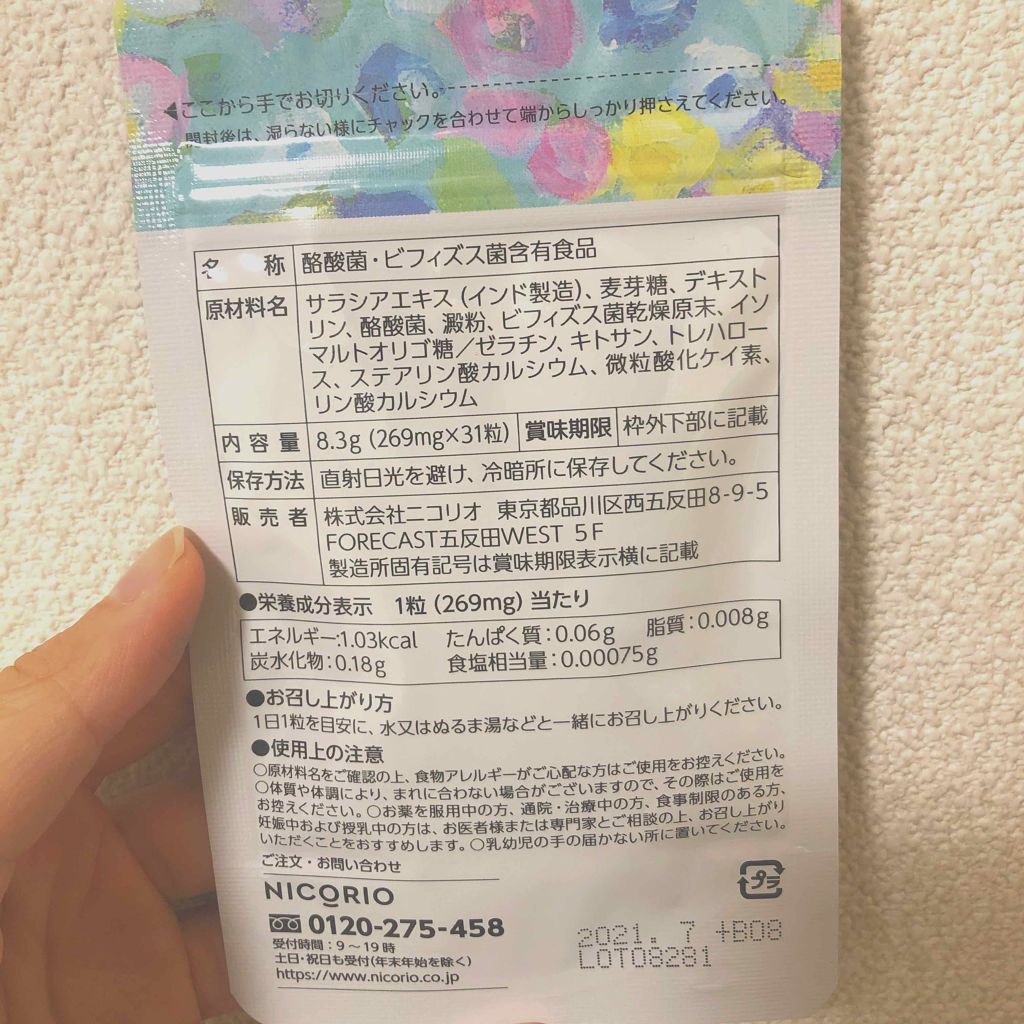 ◀ここから手でお切りください。
開封後は、湿らない様にチャックを合わせて端からしっかり押さえてください。
名 称 酪酸菌・ビフィズス菌含有食品
原材料名 サラシアエキス(インド製造)、麦芽糖、デキスト
リン、酪酸菌、澱粉、ビフィズス菌乾燥原末、イソ
マルトオリゴ糖／ゼラチン、キトサン、トレハロー
ス、ステアリン酸カルシウム、微粒酸化ケイ素、
リン酸カルシウム
内容量 8.3g(269mg×31粒) 賞味期限 枠外下部に記載
保存方法 直射日光を避け、冷暗所に保存してください。
販売者 株式会社ニコリオ 東京都品川区西五反田8-9-5
FORECAST五反田WEST 5F
製造所固有記号は賞味期限表示横に記載
●栄養成分表示 1粒(269mg)当たり
エネルギー:1.03kcal たんぱく質:0.06g 脂質:0.008g
炭水化物:0.18g 食塩相当量:0.00075g
●お召し上がり方
1日1粒を目安に、水又はぬるま湯などと一緒にお召し上がりください。
●使用上の注意
○原材料名をご確認の上、食物アレルギーがご心配な方はご使用をお控えください。
○体質や体調により、まれに合わない場合がございますので、その際はご使用を
お控えください。○お薬を服用中の方、通院・治療中の方、食事制限のある方、
妊娠中および授乳中の方は、お医者様または専門家とご相談の上、お召し上がり
いただくことをおすすめします。○乳幼児の手の届かない所に置いてください。
ご注文・お問い合わせ
NICORIO
0120-275-458
受付時間:9～19時
土日・祝日も受付(年末年始を除く)
https://www.nicorio.co.jp
プラ
2021. 7 +B08
LOT08281